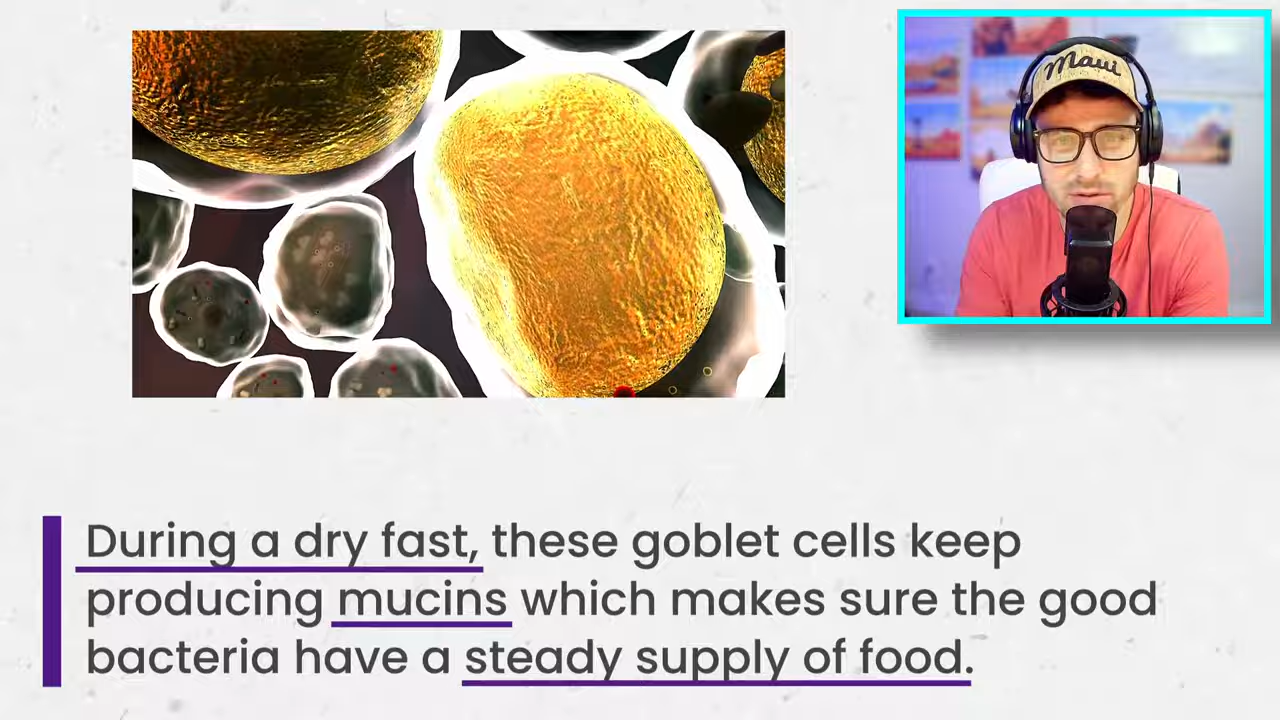 Maui
During a dry fast, these goblet cells keep
producing mucins which makes sure the good
bacteria have a steady supply of food.